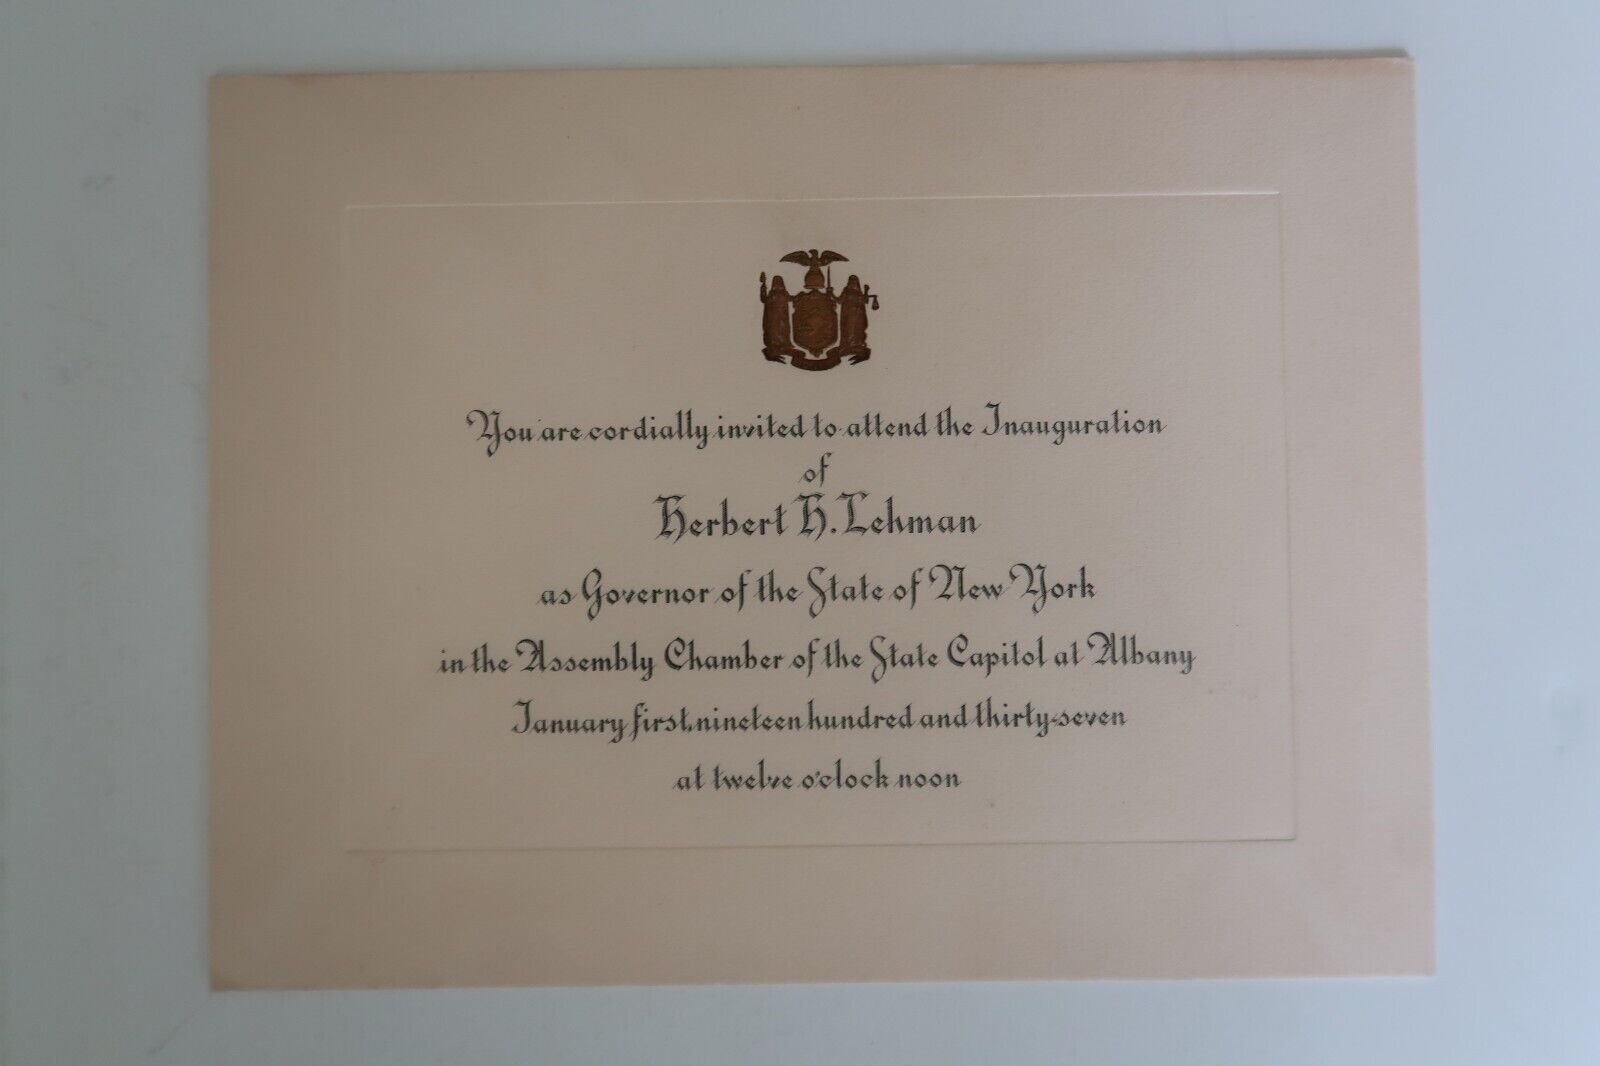 You are cordially invited to attend the Inauguration
of
Herbert H. Lehman
as Governor of the State of New York
in the Assembly Chamber of the State Capitol at Albany
January first, nineteen hundred and thirty-seven
at twelve o'clock noon